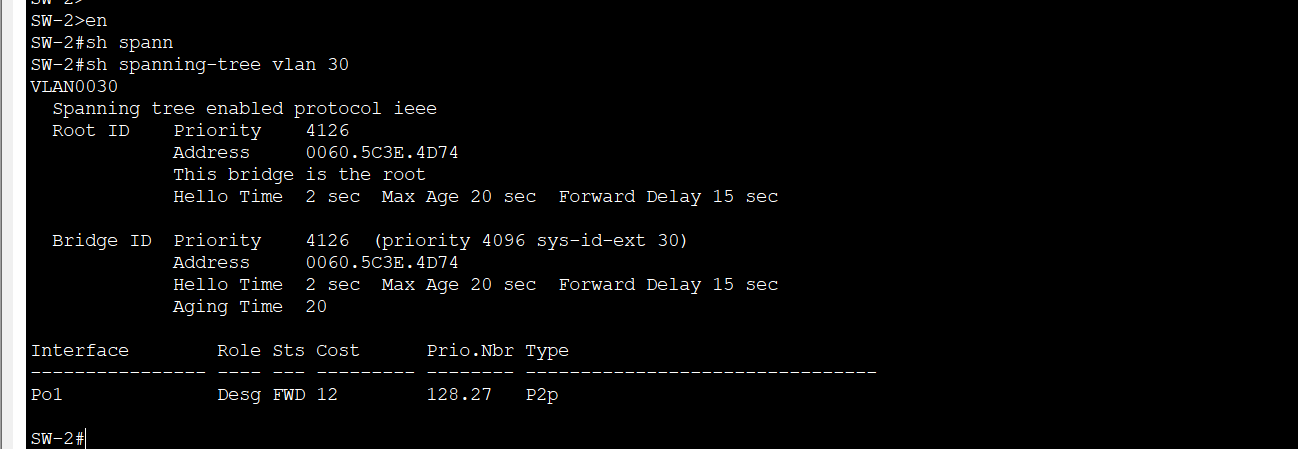 SW-2>
SW-2>en
SW-2#sh spann
SW-2#sh spanning-tree vlan 30
VLAN0030
  Spanning tree enabled protocol ieee
  Root ID    Priority    4126
             Address     0060.5C3E.4D74
             This bridge is the root
             Hello Time  2 sec  Max Age 20 sec  Forward Delay 15 sec

  Bridge ID  Priority    4126  (priority 4096 sys-id-ext 30)
             Address     0060.5C3E.4D74
             Hello Time  2 sec  Max Age 20 sec  Forward Delay 15 sec
             Aging Time  20

Interface        Role Sts Cost      Prio.Nbr Type
---------------- ---- --- --------- -------- --------------------------------
Po1              Desg FWD 12        128.27   P2p

SW-2#